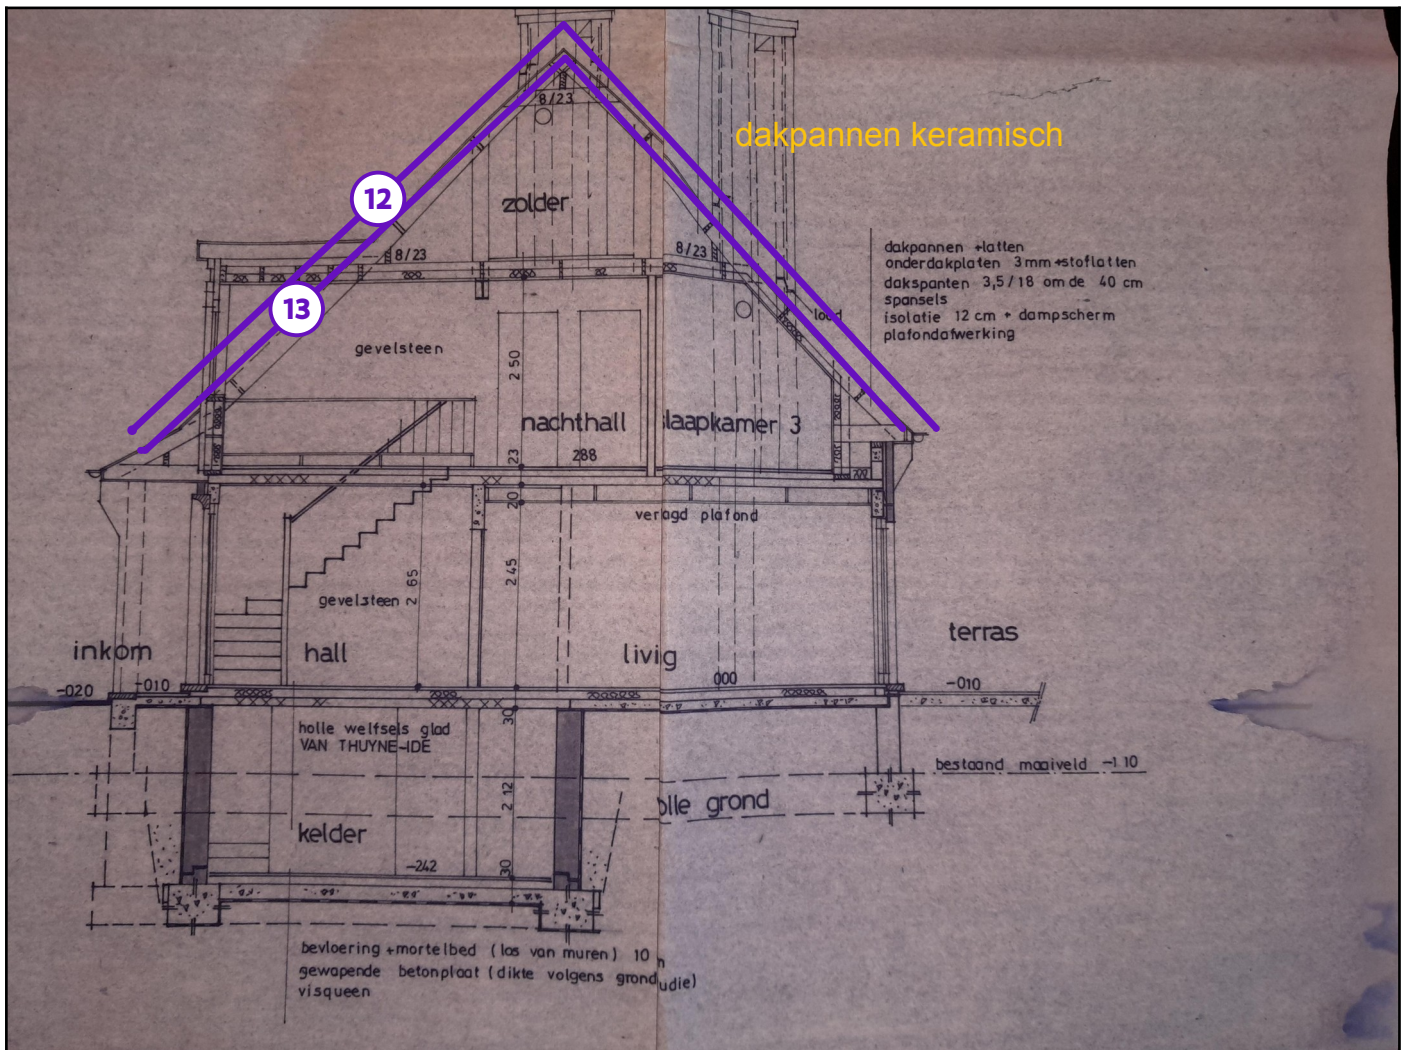 8/23
dakpannen keramisch
12
zolder
8/23
8/23
dakpannen +latten
onderdakplaten 3mm+stoflatten
dakspanten 3,5/18 om de 40 cm
spansels
isolatie 12 cm + dampscherm
plafondafwerking
13
lood
gevelsteen
2 50
nachthall
slaapkamer 3
288
23
20
verlagd plafond
2 45
2 65
gevelsteen
inkom
hall
livig
terras
-020
-010
000
-010
30
holle welfsels glad
VAN THUYNE-IDE
bestaand maaiveld -1 10
2 12
olle grond
kelder
-242
30
bevloering +mortelbed (los van muren) 10
gewapende betonplaat (dikte volgens grond udie)
visqueen